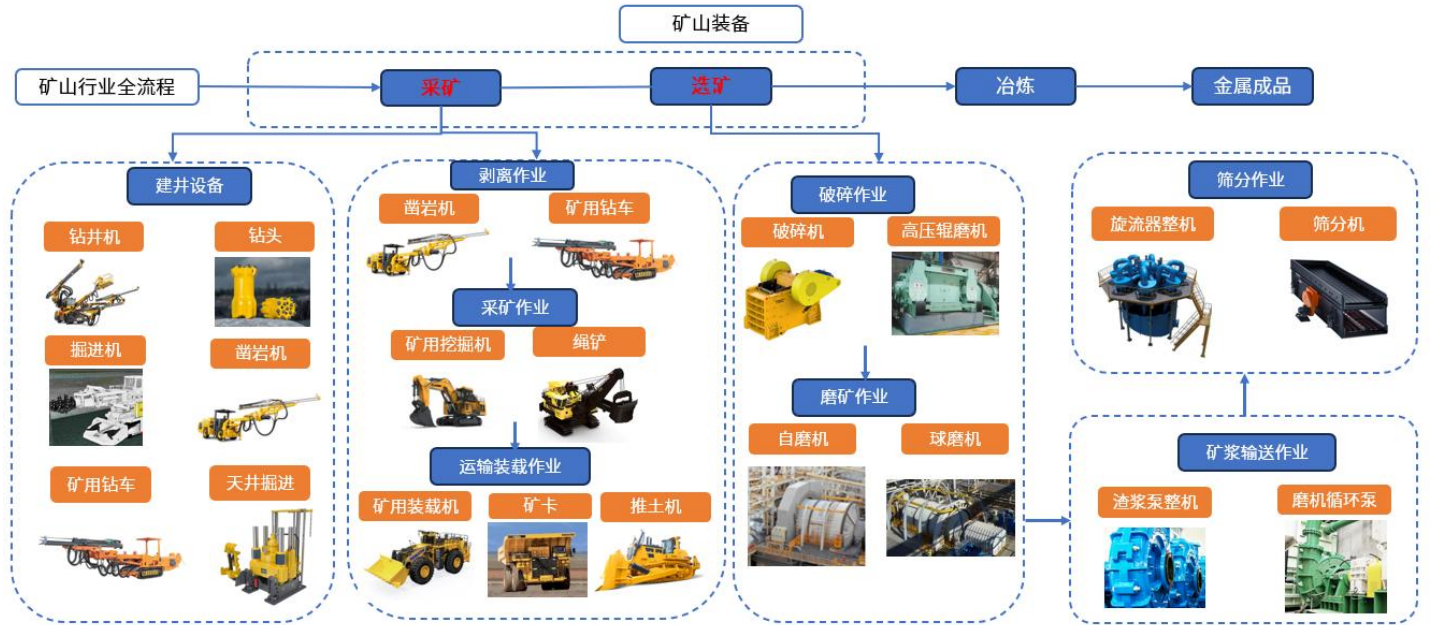 矿山装备
矿山行业全流程
采矿
选矿
冶炼
金属成品
建井设备
钻井机
钻头
掘进机
凿岩机
矿用钻车
天井掘进
剥离作业
凿岩机
矿用钻车
采矿作业
矿用挖掘机
绳铲
运输装载作业
矿用装载机
矿卡
推土机
破碎作业
破碎机
高压辊磨机
磨矿作业
自磨机
球磨机
筛分作业
旋流器整机
筛分机
矿浆输送作业
渣浆泵整机
磨机循环泵